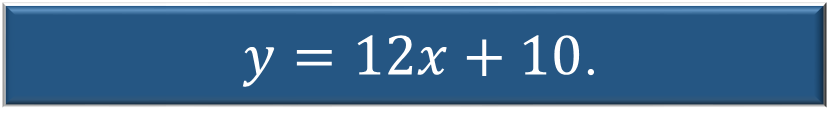 y = 12x + 10.